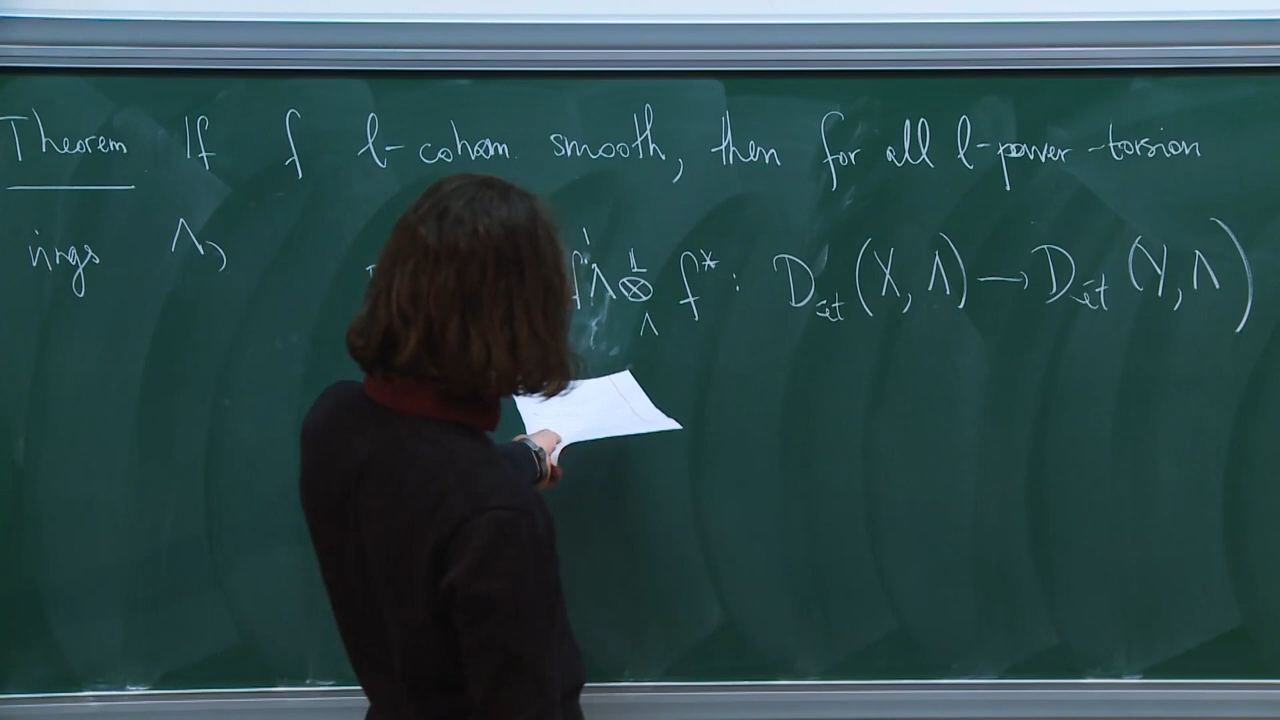 Theorem If f l-cohom. smooth, then for all l-power-torsion
rings Λ, f^!Λ ⊗^𝕃_Λ f^* : D_ét (X, Λ) → D_ét (Y, Λ)